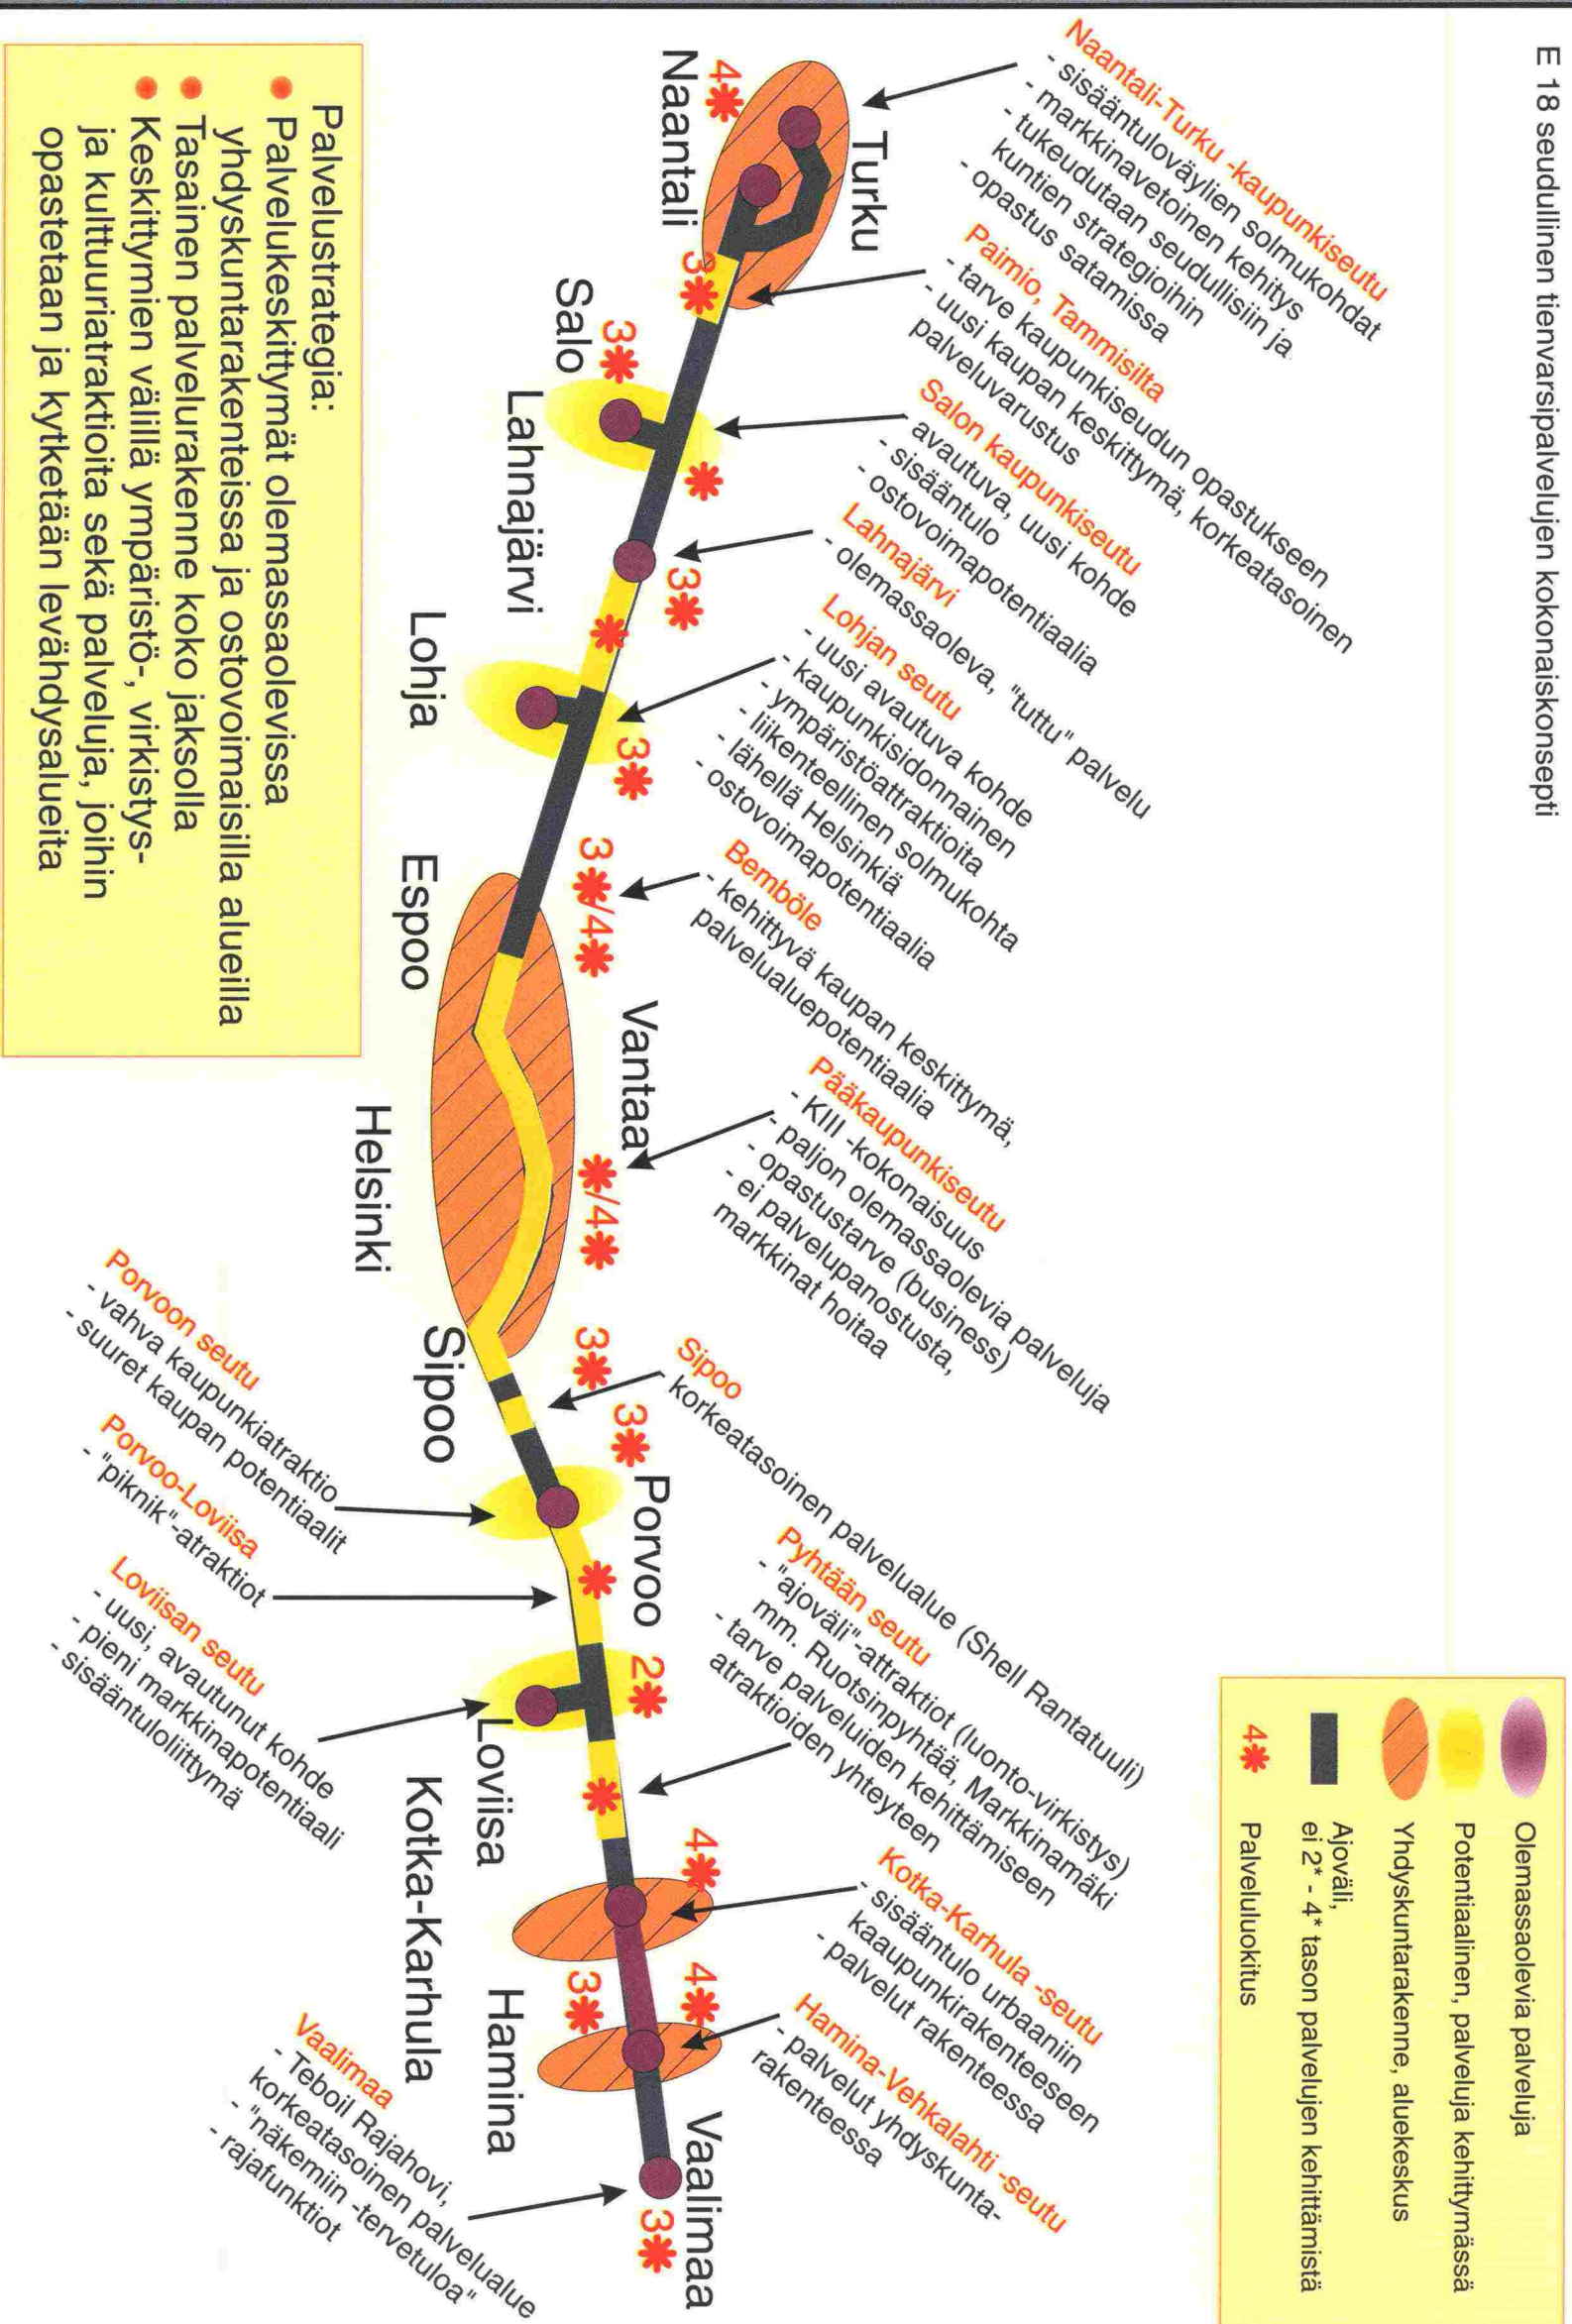 E 18 seudullinen tienvarsipalvelujen kokonaiskonsepti
Naantali-Turku -kaupunkiseutu
- sisääntuloväylien solmukohdat
- markkinavetoinen kehitys
- tukeudutaan seudullisiin ja
kuntien strategioihin
- opastus satamissa
Paimio, Tammisilta
- tarve kaupunkiseudun opastukseen
- uusi kaupan keskittymä, korkeatasoinen
palveluvarustus
Salon kaupunkiseutu
- avautuva, uusi kohde
- sisääntulo
- ostovoimapotentiaalia
Lahnajärvi
- olemassaoleva, "tuttu" palvelu
Lohjan seutu
- uusi avautuva kohde
- kaupunkisidonnainen
- ympäristöattraktioita
- liikenteellinen solmukohta
- lähellä Helsinkiä
- ostovoimapotentiaalia
Bemböle
- kehittyvä kaupan keskittymä,
palvelualuepotentiaalia
Pääkaupunkiseutu
- KIII -kokonaisuus
- paljon olemassaolevia palveluja
- opastustarve (business)
- ei palvelupanostusta,
markkinat hoitaa
Sipoo
- korkeatasoinen palvelualue (Shell Rantatuuli)
Pyhtään seutu
- "ajoväli"-attraktiot (luonto-virkistys)
mm. Ruotsinpyhtää, Markkinamäki
- tarve palveluiden kehittämiseen
atraktioiden yhteyteen
Kotka-Karhula -seutu
- sisääntulo urbaaniin
kaaupunkirakenteeseen
- palvelut rakenteessa
Hamina-Vehkalahti -seutu
- palvelut yhdyskunta-
rakenteessa
Olemassaolevia palveluja
Potentiaalinen, palveluja kehittymässä
Yhdyskuntarakenne, aluekeskus
Ajoväli,
ei 2* - 4* tason palvelujen kehittämistä
4* Palveluluokitus
Turku
4*
Naantali
3*
3*
Salo
*
Lahnajärvi
3*
*
Lohja
3*
3*/4*
Espoo
Vantaa
*/4*
Helsinki
3*
Sipoo
3*
Porvoo
*
2*
Loviisa
*
4*
Kotka-Karhula
4*
3*
Hamina
Vaalimaa
3*
Porvoon seutu
- vahva kaupunkiatraktio
- suuret kaupan potentiaalit
Porvoo-Loviisa
- "piknik"-atraktiot
Loviisan seutu
- uusi, avautunut kohde
- pieni markkinapotentiaali
- sisääntuloliittymä
Vaalimaa
- Teboil Rajahovi,
korkeatasoinen palvelualue
- "näkemiin -tervetuloa"
- rajafunktiot
Palvelustrategia:
Palvelukeskittymät olemassaolevissa
yhdyskuntarakenteissa ja ostovoimaisilla alueilla
Tasainen palvelurakenne koko jaksolla
Keskittymien välillä ympäristö-, virkistys-
ja kulttuuriatraktioita sekä palveluja, joihin
opastetaan ja kytketään levähdysalueita